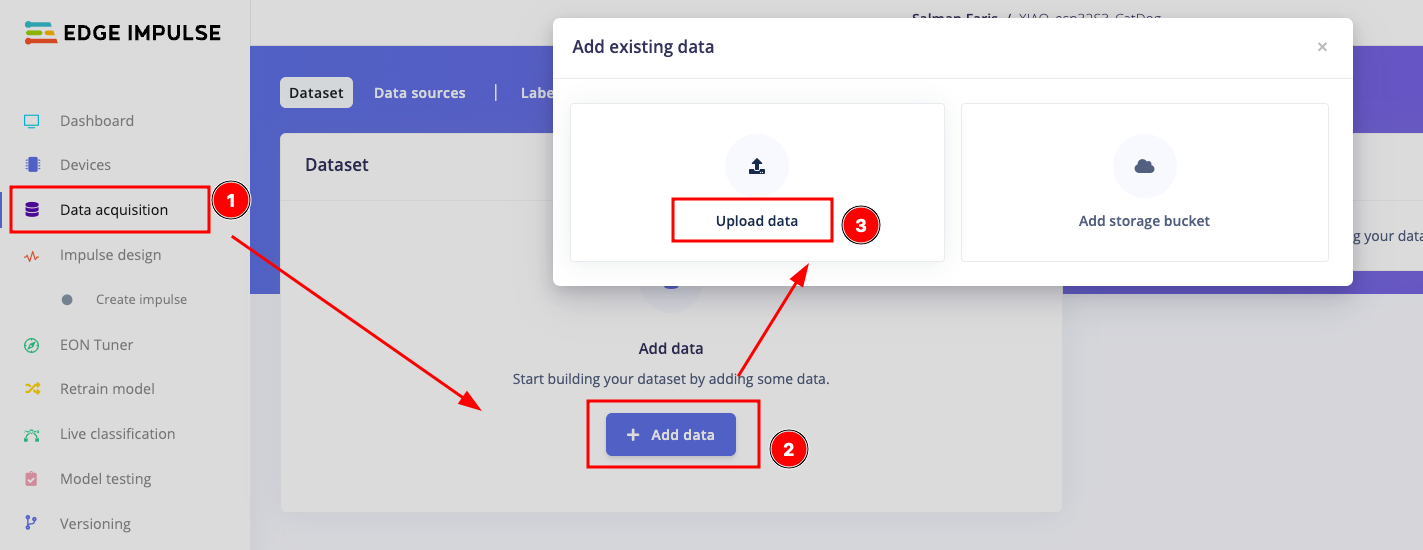 EDGE IMPULSE
Dashboard
Devices
Data acquisition
1
Impulse design
Create impulse
EON Tuner
Retrain model
Live classification
Model testing
Versioning
Salman Faris / XIAO_esp32S3_CatDog
Dataset
Data sources
|
Labe
Dataset
Add data
Start building your dataset by adding some data.
+ Add data
2
Add existing data
×
Upload data
3
Add storage bucket
g your data